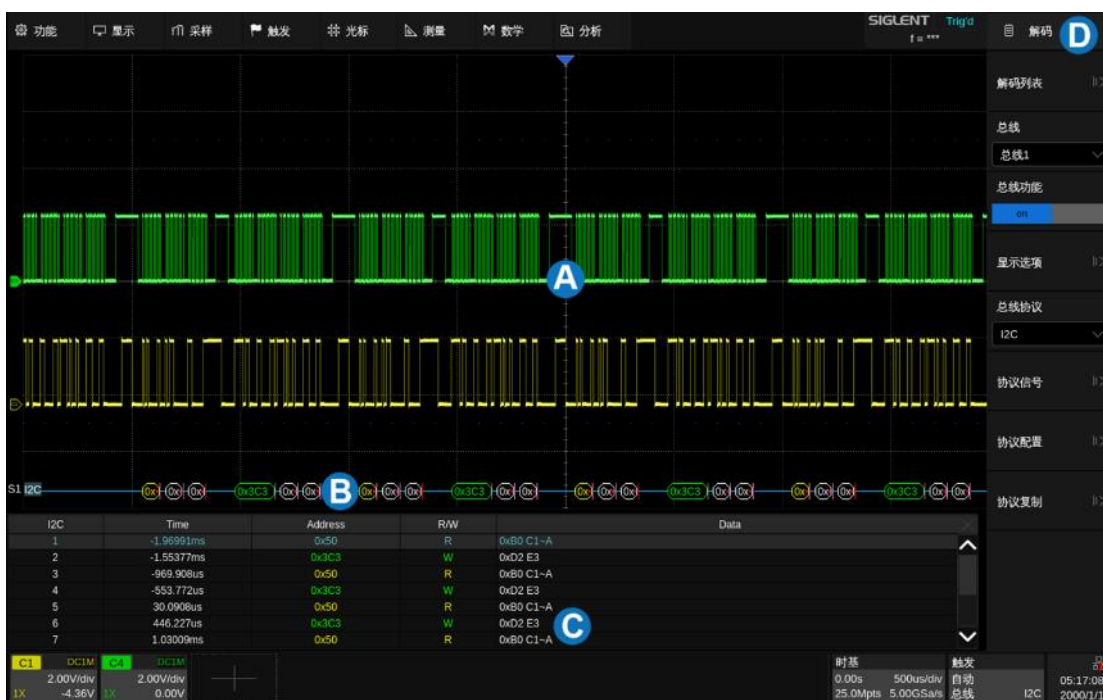 功能 显示 采样 触发 光标 测量 数学 分析 SIGLENT Trig'd 解码 D
f = ***
解码列表
总线
总线1
总线功能
on
显示选项
总线协议
I2C
协议信号
协议配置
协议复制
A
S1 I2C 0x 0x 0x 0x3C3 0x 0x B 0x 0x 0x 0x3C3 0x 0x 0x 0x 0x 0x3C3 0x 0x 0x 0x 0x 0x3C3 0x 0x
I2C Time Address R/W Data
1 -1.96991ms 0x50 R 0xB0 C1~A
2 -1.55377ms 0x3C3 W 0xD2 E3
3 -969.908us 0x50 R 0xB0 C1~A
4 -553.772us 0x3C3 W 0xD2 E3
5 30.0908us 0x50 R 0xB0 C1~A
6 446.227us 0x3C3 W 0xD2 E3
7 1.03009ms 0x50 R 0xB0 C1~A
C
C1 DC1M C4 DC1M 时基 触发
2.00V/div 2.00V/div 0.00s 500us/div 自动 05:17:08
1X -4.36V 1X 0.00V 25.0Mpts 5.00GSa/s 总线 I2C 2000/1/1